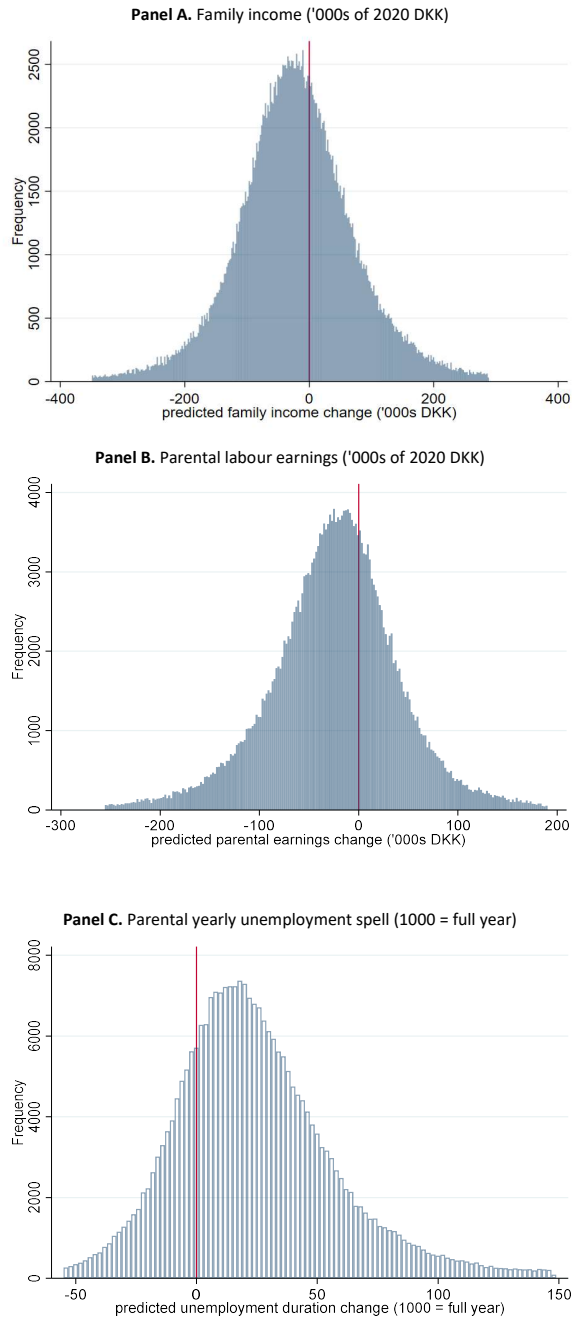 Panel A. Family income ('000s of 2020 DKK)
Frequency
2500
2000
1500
1000
500
0
-400 -200 0 200 400
predicted family income change ('000s DKK)
Panel B. Parental labour earnings ('000s of 2020 DKK)
Frequency
4000
3000
2000
1000
0
-300 -200 -100 0 100 200
predicted parental earnings change ('000s DKK)
Panel C. Parental yearly unemployment spell (1000 = full year)
Frequency
8000
6000
4000
2000
0
-50 0 50 100 150
predicted unemployment duration change (1000 = full year)